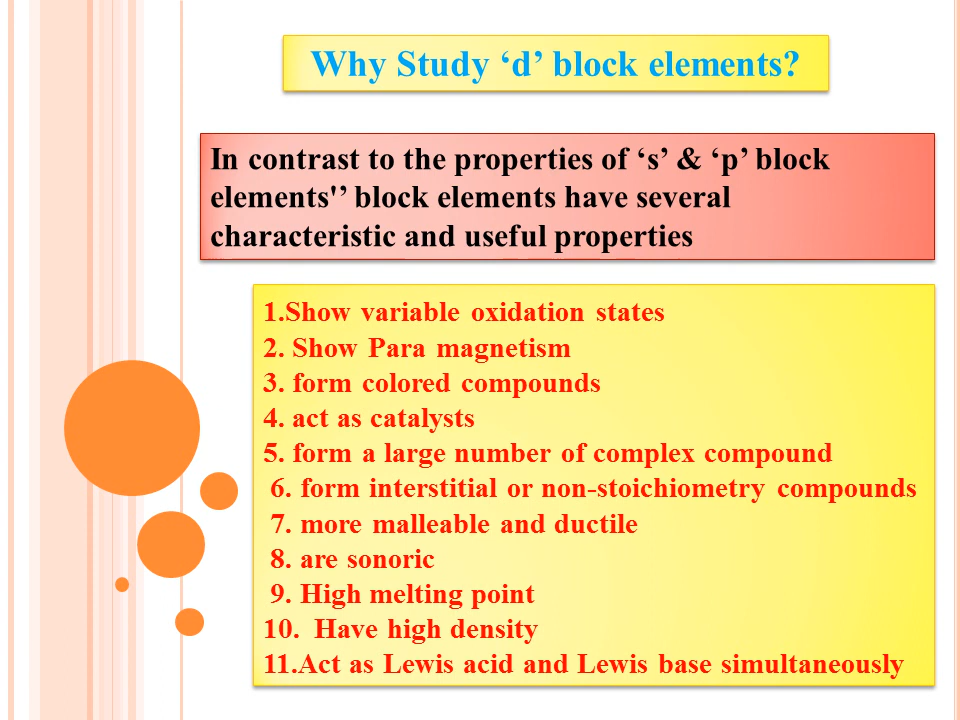 Why Study ‘d’ block elements?
In contrast to the properties of ‘s’ & ‘p’ block
elements'’ block elements have several
characteristic and useful properties
1.Show variable oxidation states
2. Show Para magnetism
3. form colored compounds
4. act as catalysts
5. form a large number of complex compound
6. form interstitial or non-stoichiometry compounds
7. more malleable and ductile
8. are sonoric
9. High melting point
10. Have high density
11.Act as Lewis acid and Lewis base simultaneously